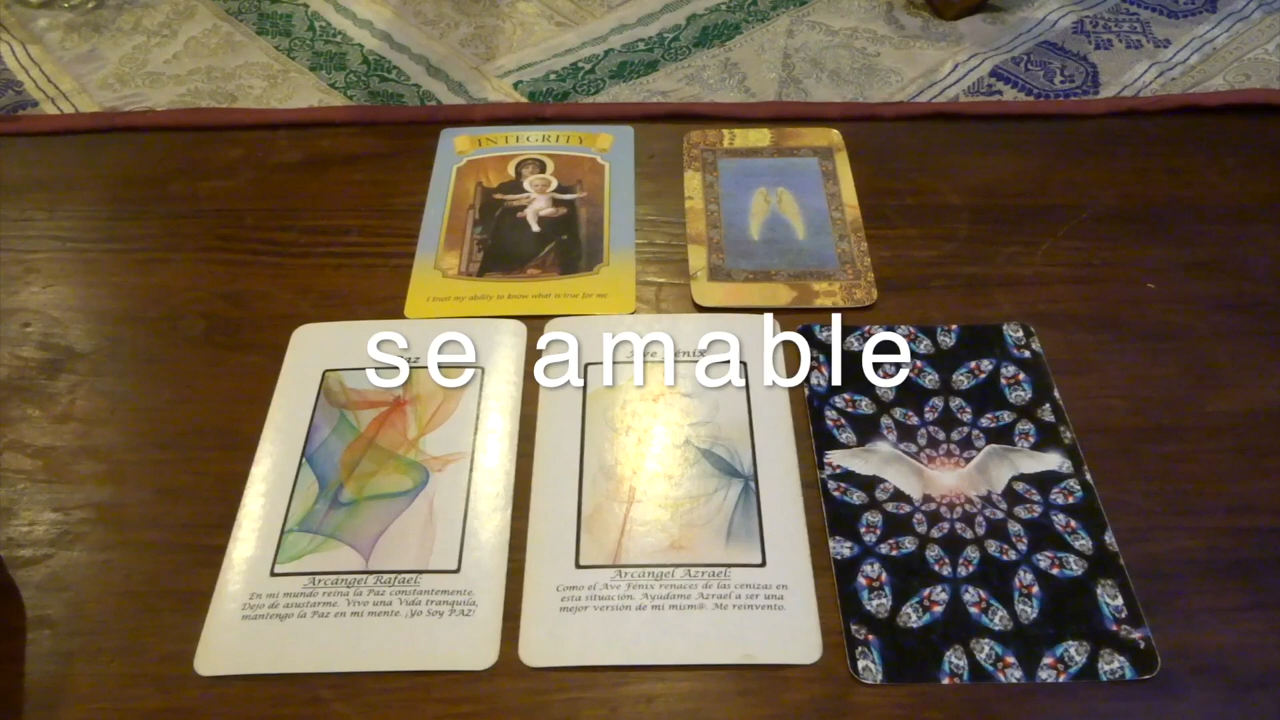 INTEGRITY
I trust my ability to know what is true for me
se amable
Ave Fénix
Arcángel Rafael:
En mi mundo reina la Paz constantemente.
Dejo de asustarme. Vivo una Vida tranquila,
mantengo la Paz en mi mente. ¡Yo Soy PAZ!
Arcángel Azrael:
Como el Ave Fénix renaces de las cenizas en
esta situación. Ayúdame Azrael a ser una
mejor versión de mi mism@. Me reinvento.